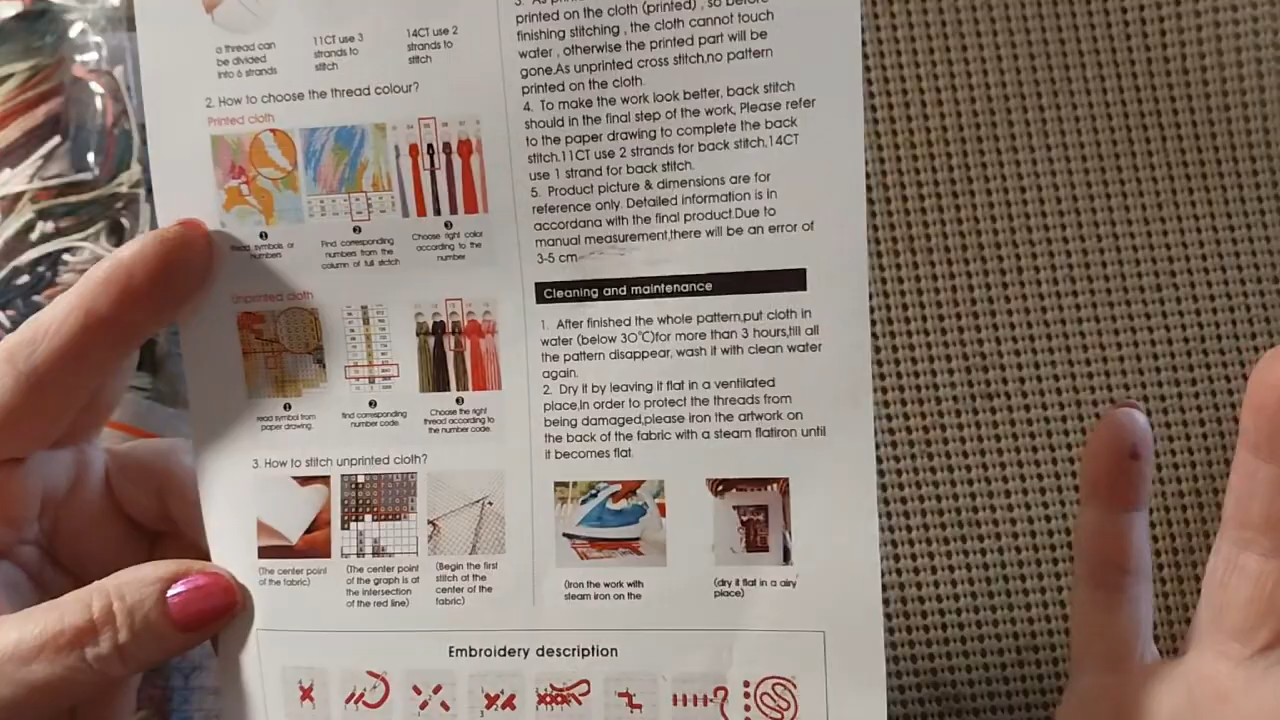 a thread can
be divided
into 6 strands
11CT use 3
strands to
stitch
14CT use 2
strands to
stitch
2. How to choose the thread colour?
Printed cloth
❶
Read symbols or
numbers
❷
Find corresponding
numbers from the
column of full stctch
❸
Choose right color
according to the
number
unprinted cloth
❶
read symbol from
paper drawing.
❷
find corresponding
number code.
❸
Choose the right
thread according to
the number code.
3. How to stitch unprinted cloth?
(The center point
of the fabric)
(The center point
of the graph is at
the intersection
of the red line)
(Begin the first
stitch at the
center of the
fabric)
printed on the cloth (printed) , so before
finishing stitching , the cloth cannot touch
water , otherwise the printed part will be
gone.As unprinted cross stitch,no pattern
printed on the cloth.
4. To make the work look better, back stitch
should in the final step of the work, Please refer
to the paper drawing to complete the back
stitch.11CT use 2 strands for back stitch,14CT
use 1 strand for back stitch.
5. Product picture & dimensions are for
reference only. Detailed information is in
accordana with the final product.Due to
manual measurement,there will be an error of
3-5 cm
Cleaning and maintenance
1. After finished the whole pattern,put cloth in
water (below 30℃)for more than 3 hours,till all
the pattern disappear, wash it with clean water
again.
2. Dry it by leaving it flat in a ventilated
place,In order to protect the threads from
being damaged,please iron the artwork on
the back of the fabric with a steam flatiron until
it becomes flat.
(Iron the work with
steam iron on the
(dry it flat in a airy
place)
Embroidery description